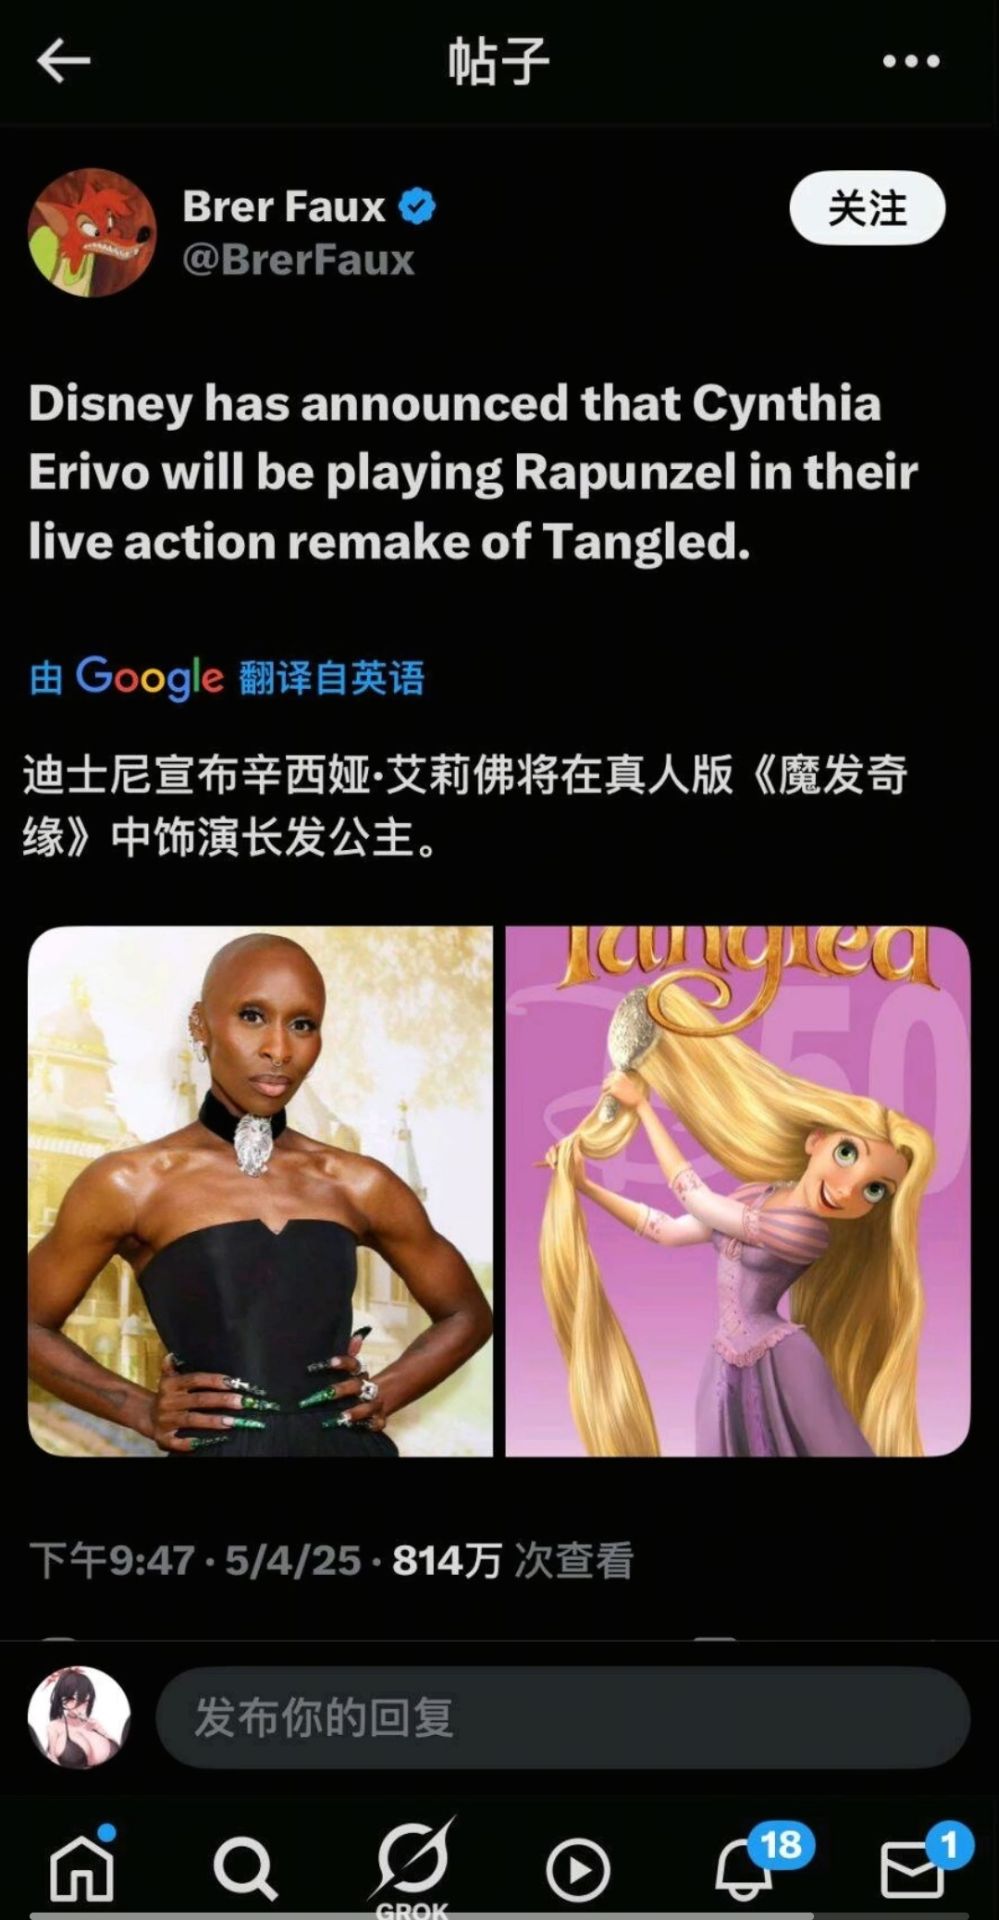 帖子
Brer Faux
@BrerFaux
关注
Disney has announced that Cynthia
Erivo will be playing Rapunzel in their
live action remake of Tangled.
由 Google 翻译自英语
迪士尼宣布辛西娅·艾莉佛将在真人版《魔发奇
缘》中饰演长发公主。
Tangled
50
下午9:47 · 5/4/25 · 814万 次查看
发布你的回复
18
1
GROK